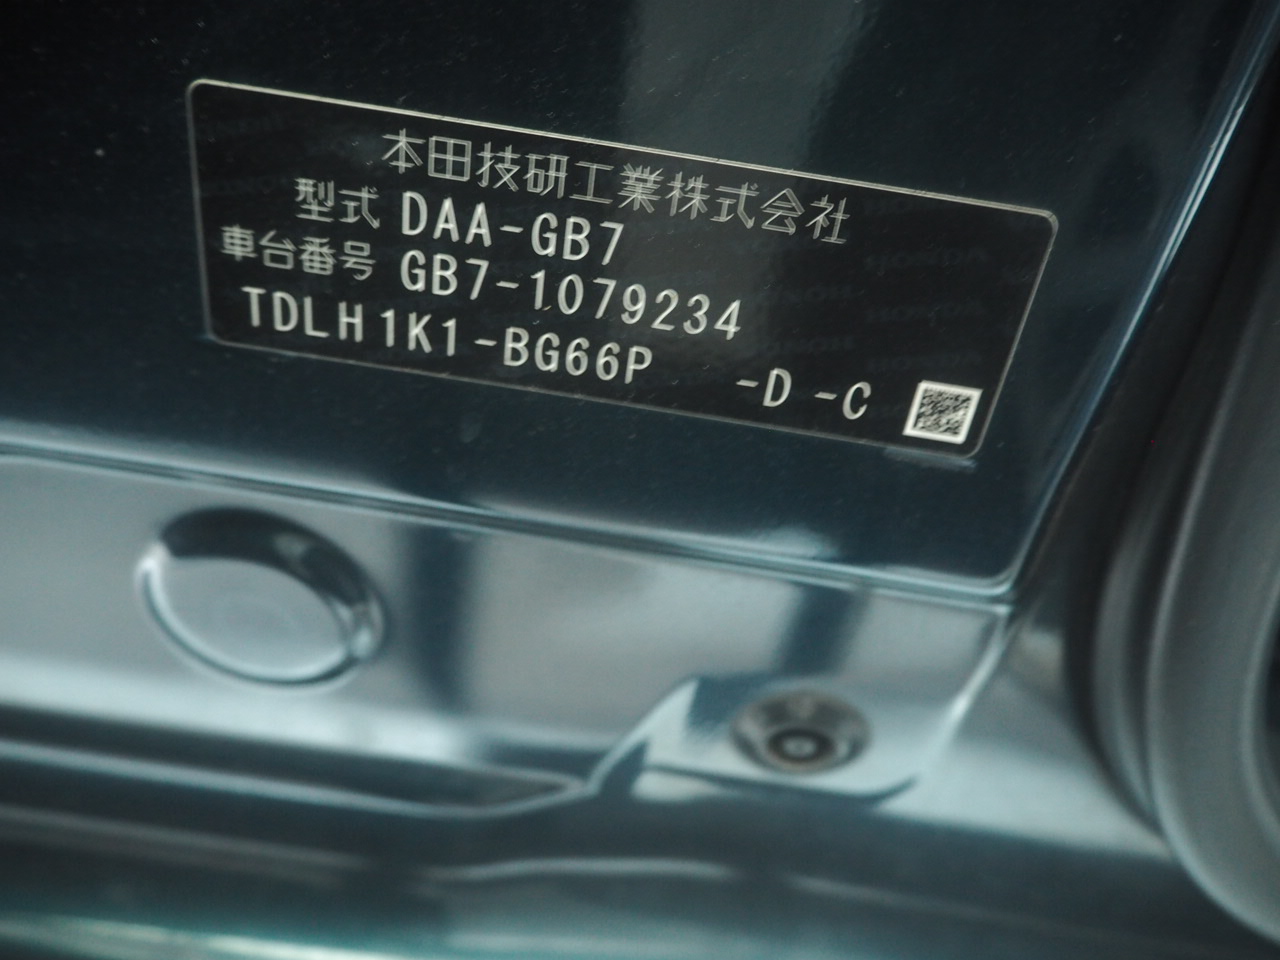 本田技研工業株式会社
型式 DAA-GB7
車台番号 GB7-1079234
TDLH1K1-BG66P -D -C